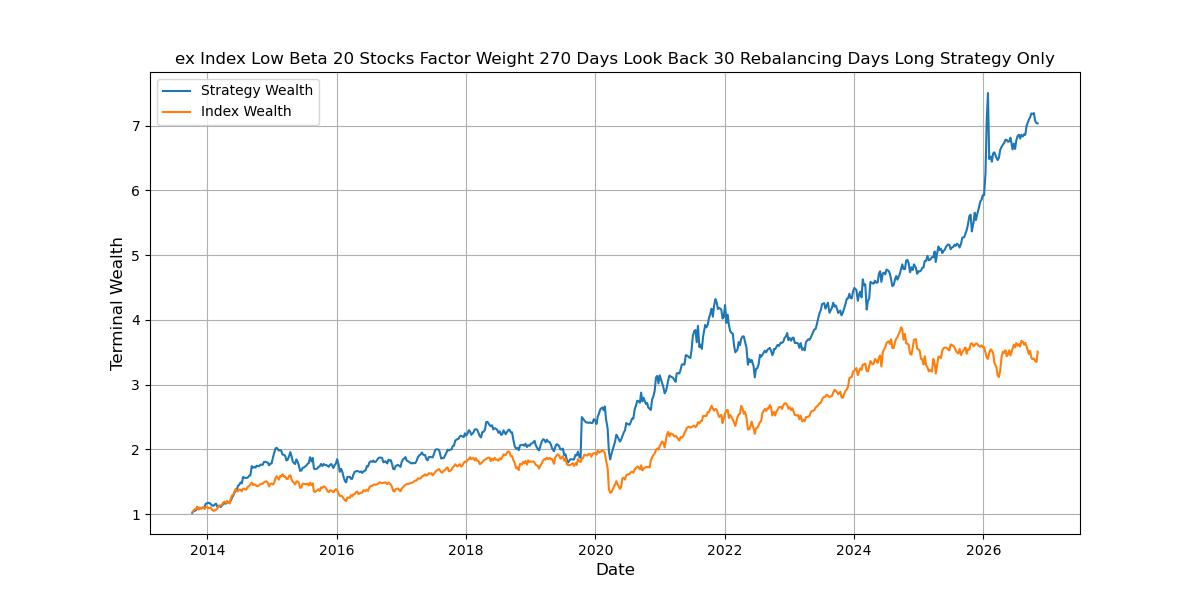 ex Index Low Beta 20 Stocks Factor Weight 270 Days Look Back 30 Rebalancing Days Long Strategy Only
Strategy Wealth
Index Wealth
7
6
5
4
3
2
1
Terminal Wealth
2014 2016 2018 2020 2022 2024 2026
Date